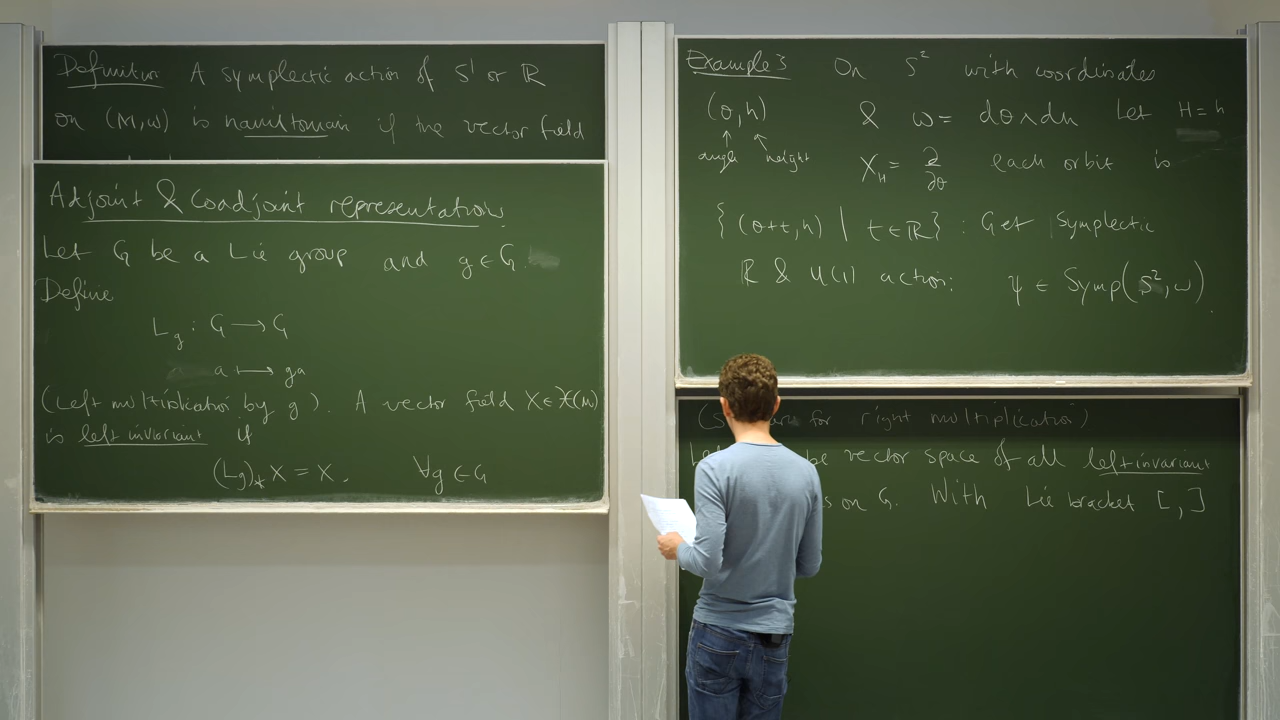 Definition A symplectic action of S¹ or ℝ
on (M,ω) is hamiltonian if the vector field
Adjoint & Coadjoint representations
Let G be a Lie group and g ∈ G.
Define
L_g : G ⟶ G
a ⟼ ga
(Left multiplication by g). A vector field X ∈ 𝔛(M)
is left invariant if
(L_g)_* X = X. ∀g ∈ G
Example 3 On S² with coordinates
(θ,h) & ω = dθ∧dh Let H = h
↑ ↖
angle height X_H = ∂/∂θ each orbit is
{(θ+t,h) | t ∈ ℝ} : Get symplectic
ℝ & U(1) action: ψ ∈ Symp(S²,ω).
for right multiplication)
be vector space of all left invariant
on G. With Lie bracket [,]